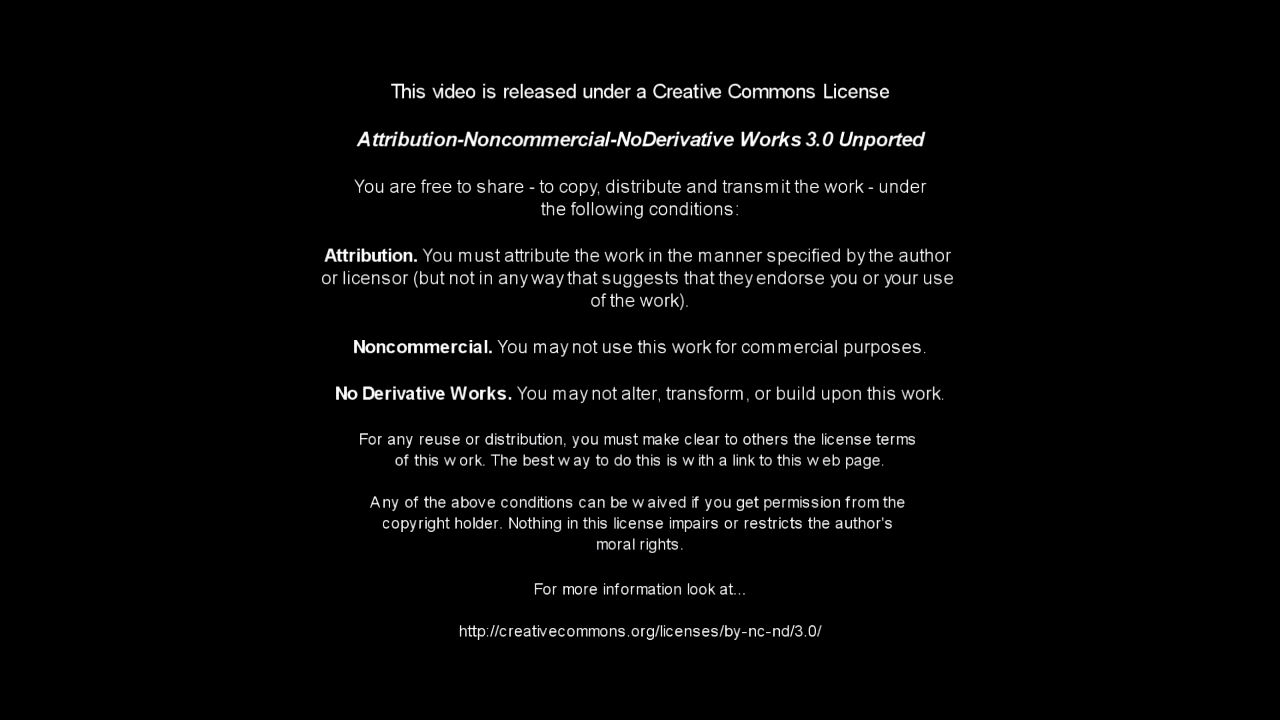 This video is released under a Creative Commons License
Attribution-Noncommercial-NoDerivative Works 3.0 Unported
You are free to share - to copy, distribute and transmit the work - under
the following conditions:
Attribution. You must attribute the work in the manner specified by the author
or licensor (but not in any way that suggests that they endorse you or your use
of the work).
Noncommercial. You may not use this work for commercial purposes.
No Derivative Works. You may not alter, transform, or build upon this work.
For any reuse or distribution, you must make clear to others the license terms
of this work. The best way to do this is with a link to this web page.
Any of the above conditions can be waived if you get permission from the
copyright holder. Nothing in this license impairs or restricts the author's
moral rights.
For more information look at...
http://creativecommons.org/licenses/by-nc-nd/3.0/